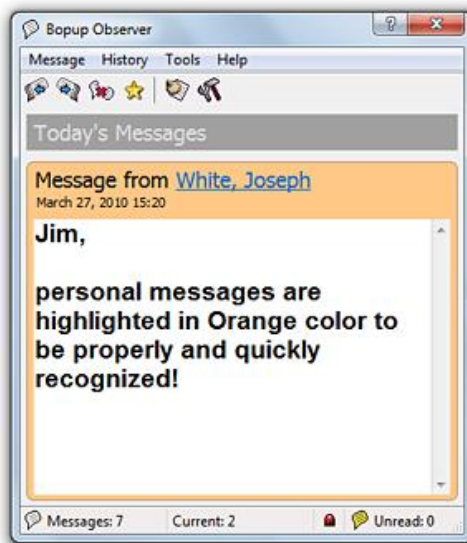 Bopup Observer
Message History Tools Help
Today's Messages
Message from White, Joseph
March 27, 2010 15:20
Jim,
personal messages are
highlighted in Orange color to
be properly and quickly
recognized!
Messages: 7 Current: 2 Unread: 0